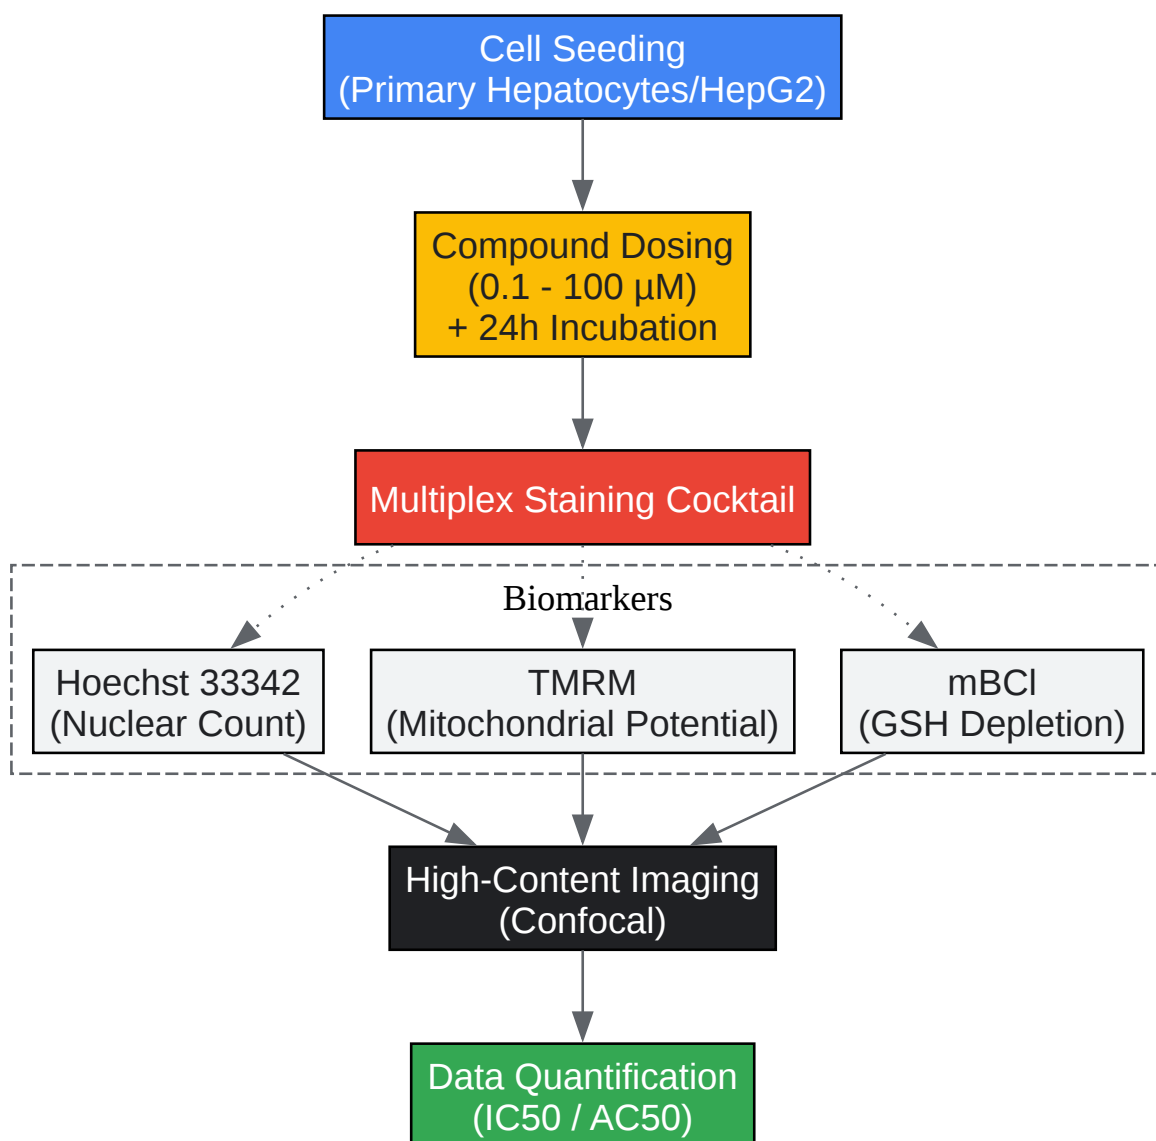 Cell Seeding
(Primary Hepatocytes/HepG2)
Compound Dosing
(0.1 - 100 µM)
+ 24h Incubation
Multiplex Staining Cocktail
Biomarkers
Hoechst 33342
(Nuclear Count)
TMRM
(Mitochondrial Potential)
mBCl
(GSH Depletion)
High-Content Imaging
(Confocal)
Data Quantification
(IC50 / AC50)